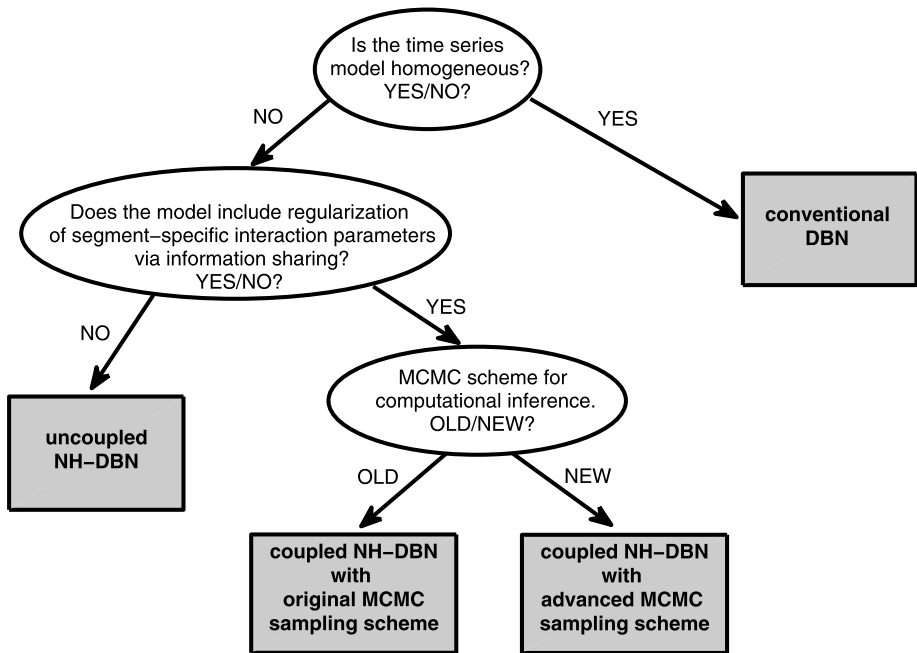 Is the time series
model homogeneous?
YES/NO?
NO
YES
Does the model include regularization
of segment−specific interaction parameters
via information sharing?
YES/NO?
conventional
DBN
NO
YES
uncoupled
NH−DBN
MCMC scheme for
computational inference.
OLD/NEW?
OLD
NEW
coupled NH−DBN
with
original MCMC
sampling scheme
coupled NH−DBN
with
advanced MCMC
sampling scheme